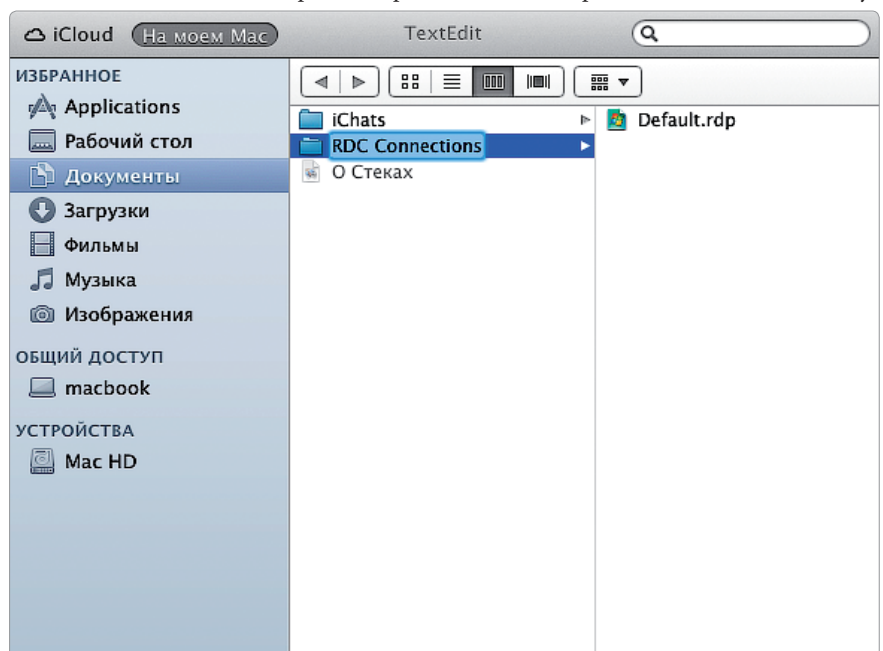 iCloud На моем Mac TextEdit
ИЗБРАННОЕ
Applications
Рабочий стол
Документы
Загрузки
Фильмы
Музыка
Изображения
ОБЩИЙ ДОСТУП
macbook
УСТРОЙСТВА
Mac HD
iChats
RDC Connections
О Стеках
Default.rdp